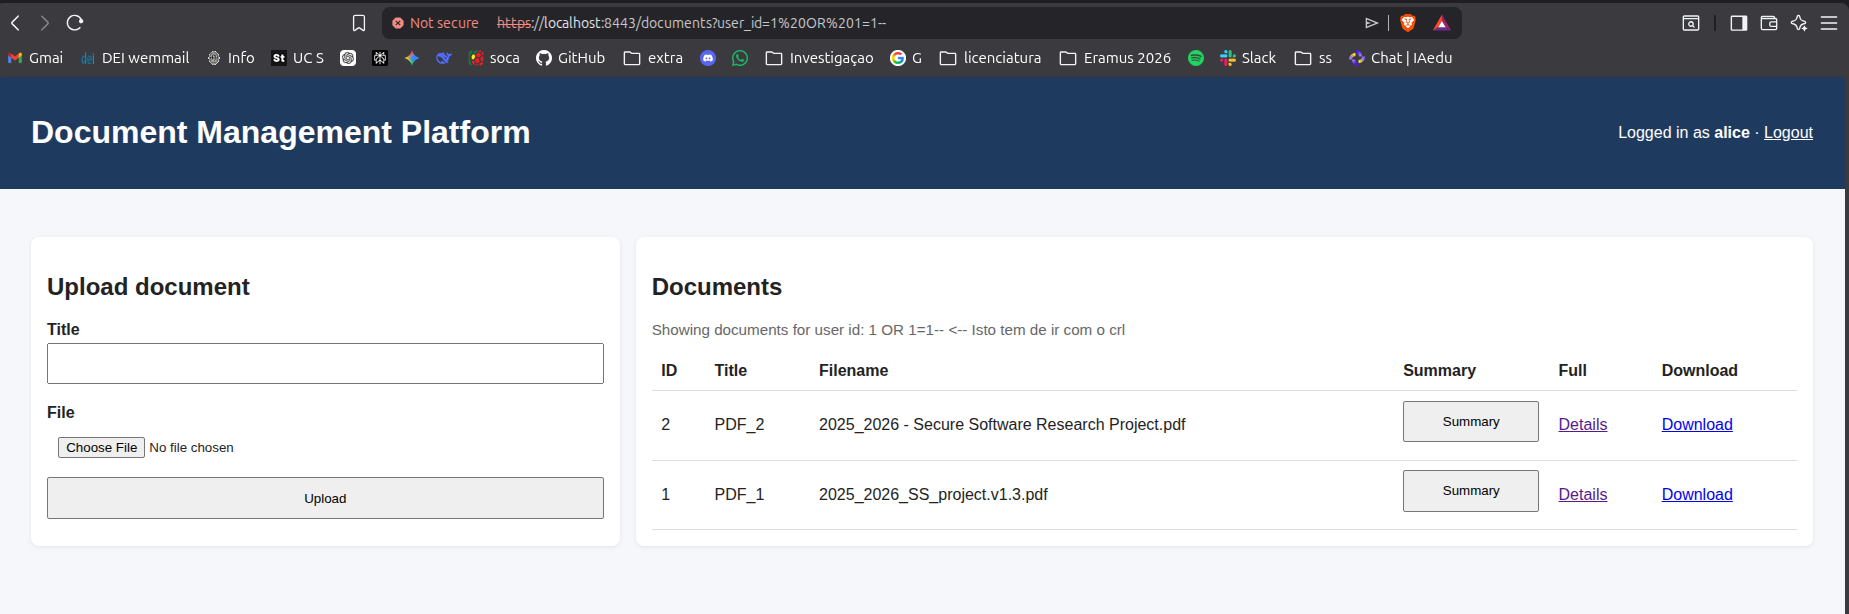 Not secure https://localhost:8443/documents?user_id=1%20OR%201=1--
Gmai DEI wemmail Info UC S soca GitHub extra Investigaçao G licenciatura Eramus 2026 Slack ss Chat | IAedu
Document Management Platform
Logged in as alice · Logout
Upload document
Title
File
Choose File No file chosen
Upload
Documents
Showing documents for user id: 1 OR 1=1-- <-- Isto tem de ir com o crl
ID Title Filename Summary Full Download
2 PDF_2 2025_2026 - Secure Software Research Project.pdf Summary Details Download
1 PDF_1 2025_2026_SS_project.v1.3.pdf Summary Details Download